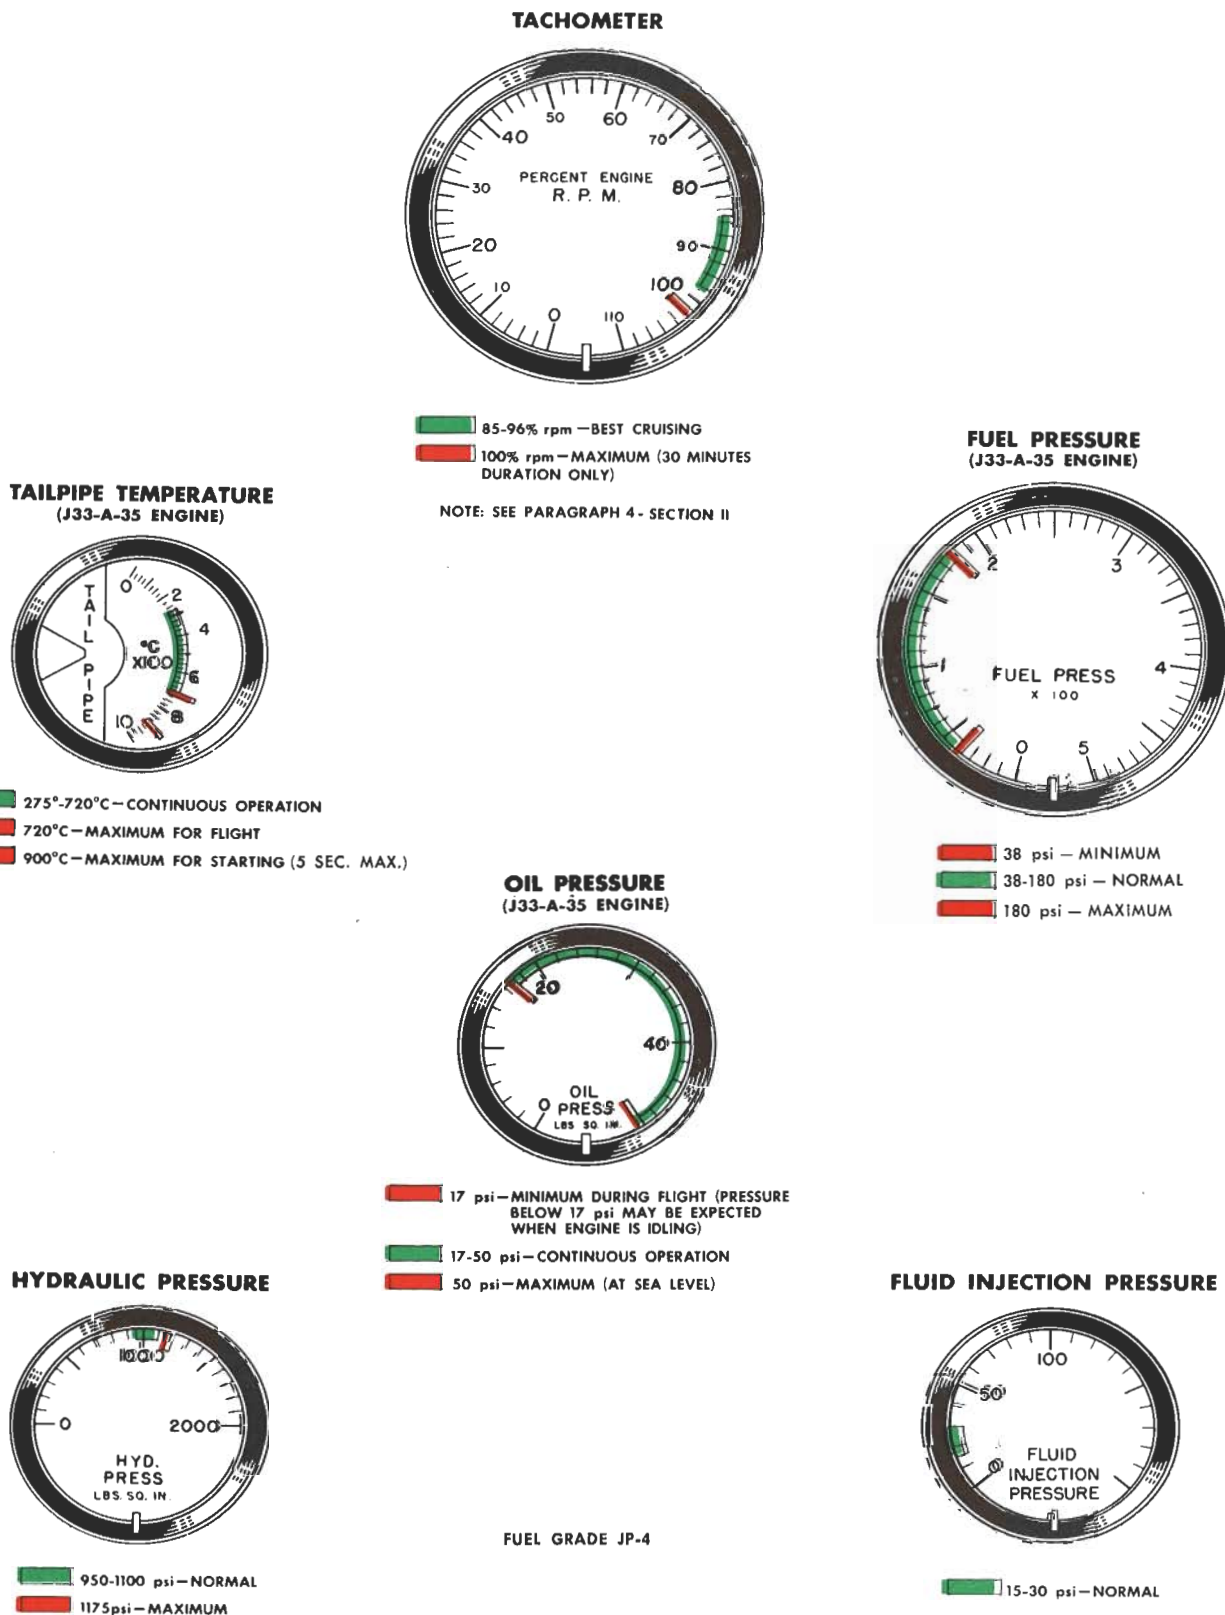 TACHOMETER
50
60
40
70
PERCENT ENGINE
R. P. M.
30
80
20
90
100
10
0
110
85-96% rpm—BEST CRUISING
100% rpm—MAXIMUM (30 MINUTES
DURATION ONLY)
NOTE: SEE PARAGRAPH 4- SECTION II
TAILPIPE TEMPERATURE
(J33-A-35 ENGINE)
TAIL PIPE
0
2
4
°C
X100
6
8
10
275°-720°C—CONTINUOUS OPERATION
720°C—MAXIMUM FOR FLIGHT
900°C—MAXIMUM FOR STARTING (5 SEC. MAX.)
FUEL PRESSURE
(J33-A-35 ENGINE)
2
3
1
4
FUEL PRESS
X 100
0
5
38 psi — MINIMUM
38-180 psi — NORMAL
180 psi — MAXIMUM
OIL PRESSURE
(J33-A-35 ENGINE)
20
40
0
OIL
PRESS
LBS SQ. IN.
17 psi—MINIMUM DURING FLIGHT (PRESSURE
BELOW 17 psi MAY BE EXPECTED
WHEN ENGINE IS IDLING)
17-50 psi—CONTINUOUS OPERATION
50 psi—MAXIMUM (AT SEA LEVEL)
HYDRAULIC PRESSURE
1000
0
2000
HYD.
PRESS
LBS. SQ. IN.
950-1100 psi—NORMAL
1175psi—MAXIMUM
FUEL GRADE JP-4
FLUID INJECTION PRESSURE
100
50
0
FLUID
INJECTION
PRESSURE
15-30 psi—NORMAL